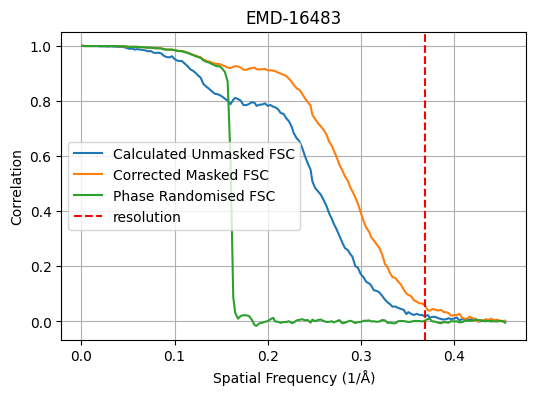 EMD-16483
1.0
0.8
0.6
0.4
0.2
0.0
Correlation
Calculated Unmasked FSC
Corrected Masked FSC
Phase Randomised FSC
resolution
0.0 0.1 0.2 0.3 0.4
Spatial Frequency (1/Å)